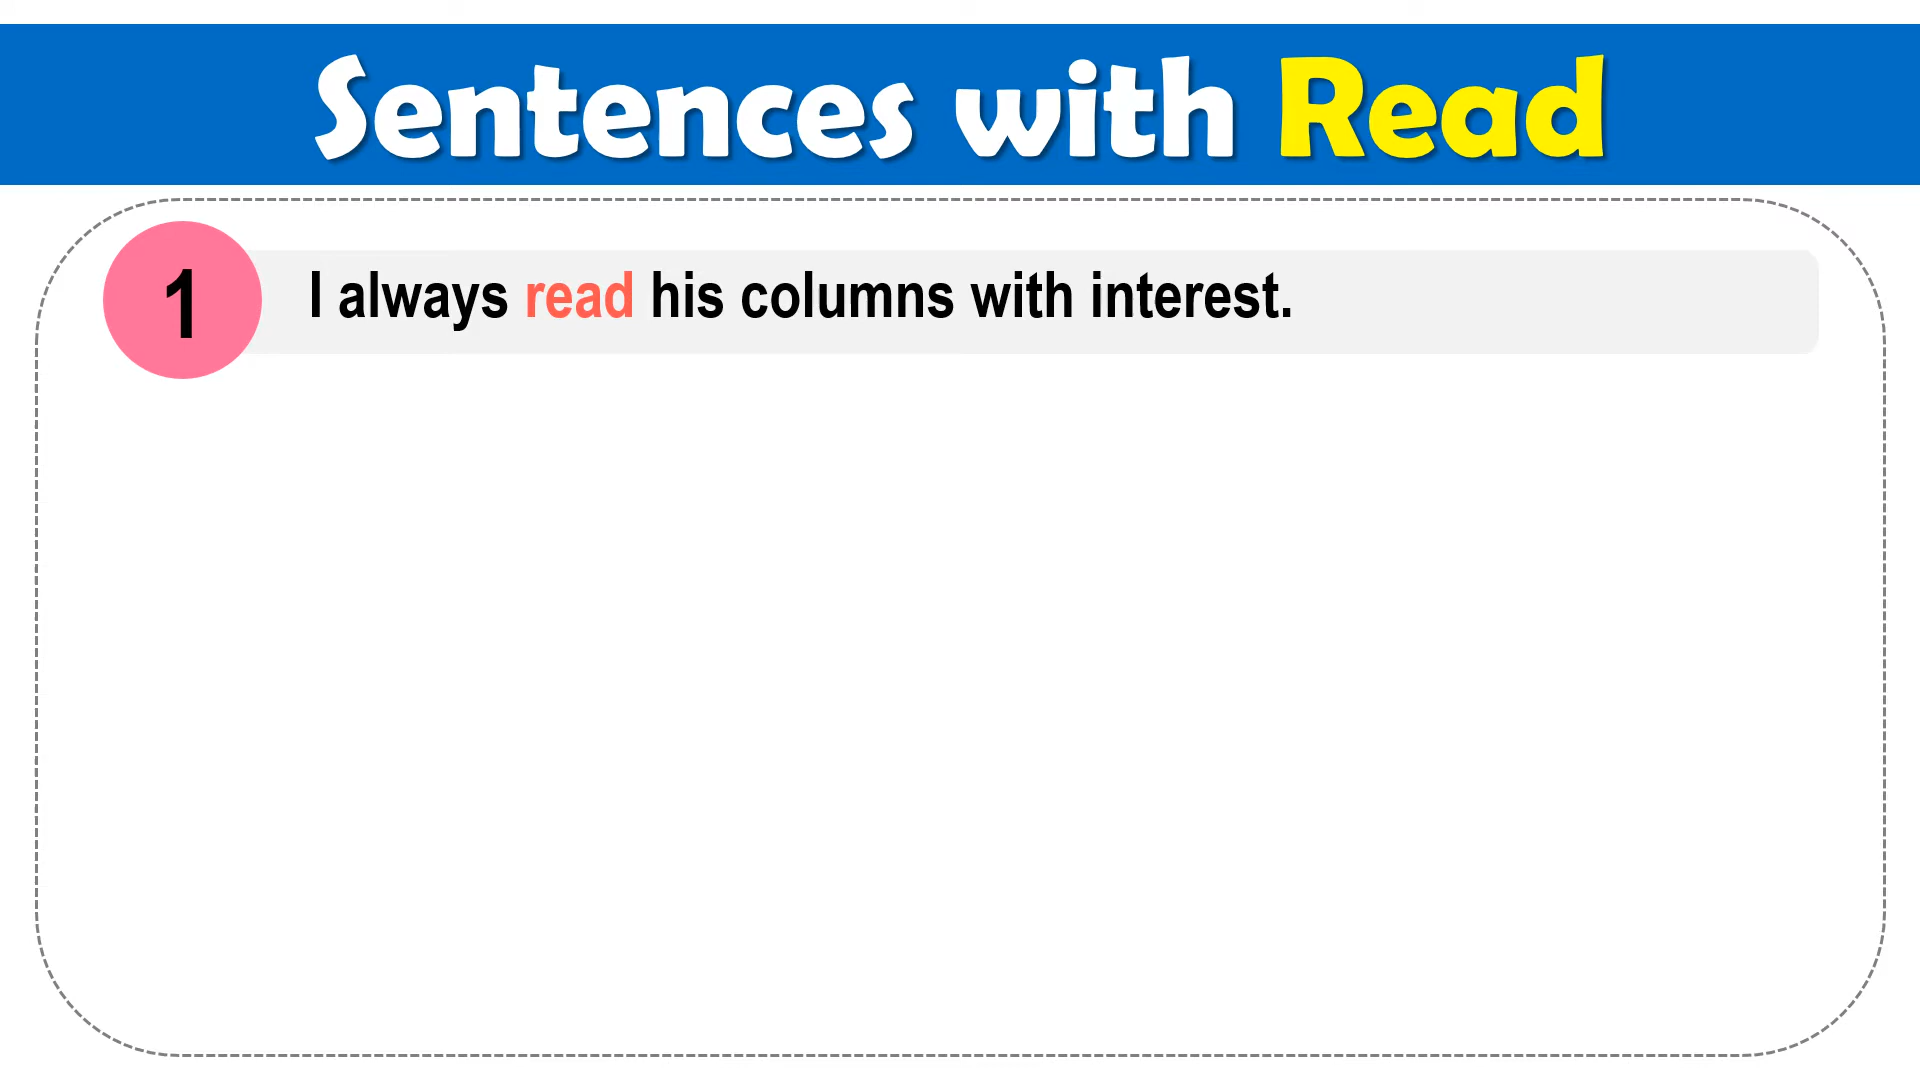 Sentences with Read
1 I always read his columns with interest.